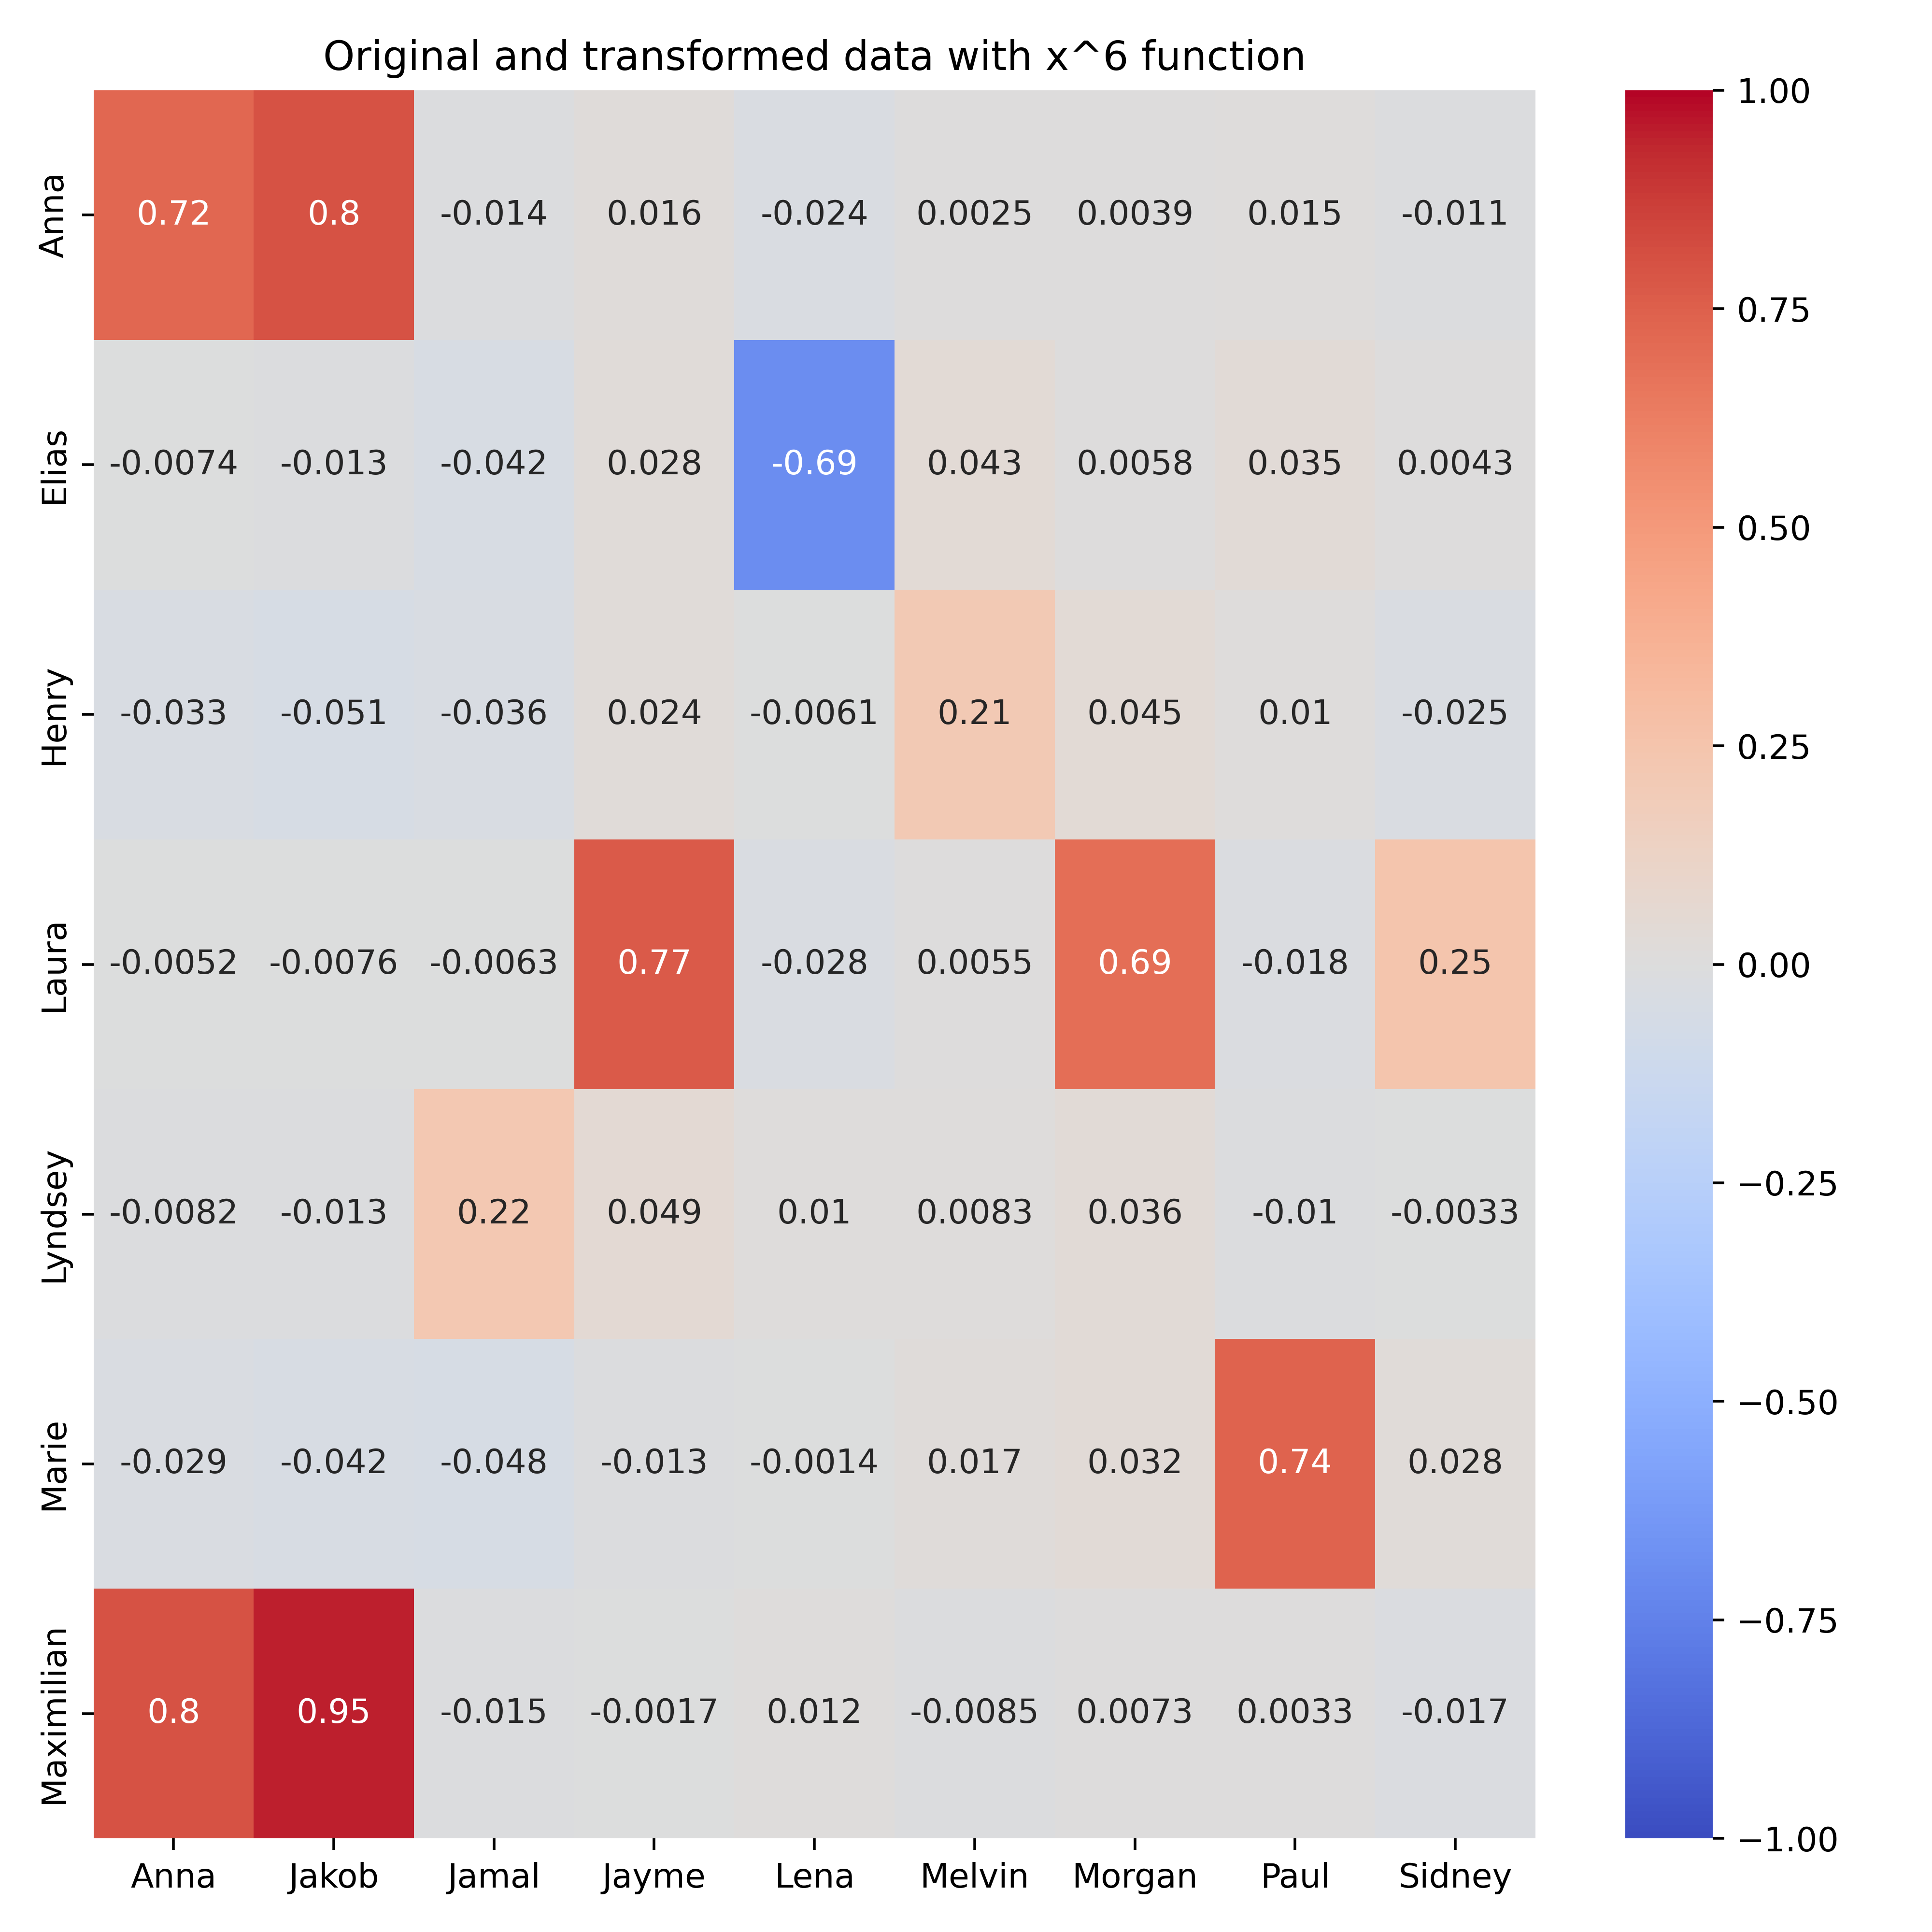 Original and transformed data with x^6 function
Anna 0.72 0.8 -0.014 0.016 -0.024 0.0025 0.0039 0.015 -0.011
Elias -0.0074 -0.013 -0.042 0.028 -0.69 0.043 0.0058 0.035 0.0043
Henry -0.033 -0.051 -0.036 0.024 -0.0061 0.21 0.045 0.01 -0.025
Laura -0.0052 -0.0076 -0.0063 0.77 -0.028 0.0055 0.69 -0.018 0.25
Lyndsey -0.0082 -0.013 0.22 0.049 0.01 0.0083 0.036 -0.01 -0.0033
Marie -0.029 -0.042 -0.048 -0.013 -0.0014 0.017 0.032 0.74 0.028
Maximilian 0.8 0.95 -0.015 -0.0017 0.012 -0.0085 0.0073 0.0033 -0.017
Anna Jakob Jamal Jayme Lena Melvin Morgan Paul Sidney
1.00
0.75
0.50
0.25
0.00
−0.25
−0.50
−0.75
−1.00